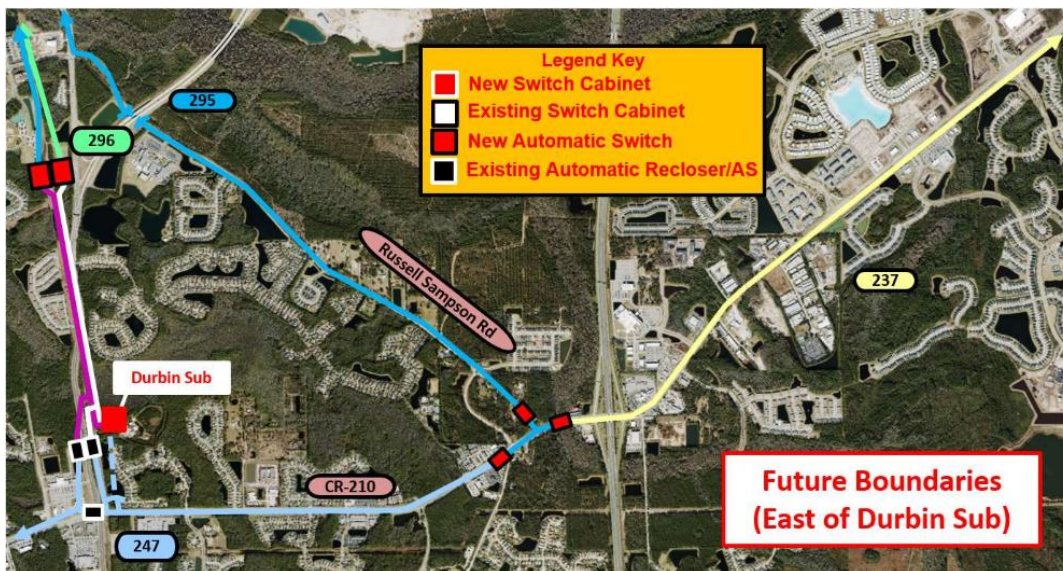 Legend Key
New Switch Cabinet
Existing Switch Cabinet
New Automatic Switch
Existing Automatic Recloser/AS
295
296
Russell Sampson Rd
237
Durbin Sub
CR-210
247
Future Boundaries
(East of Durbin Sub)